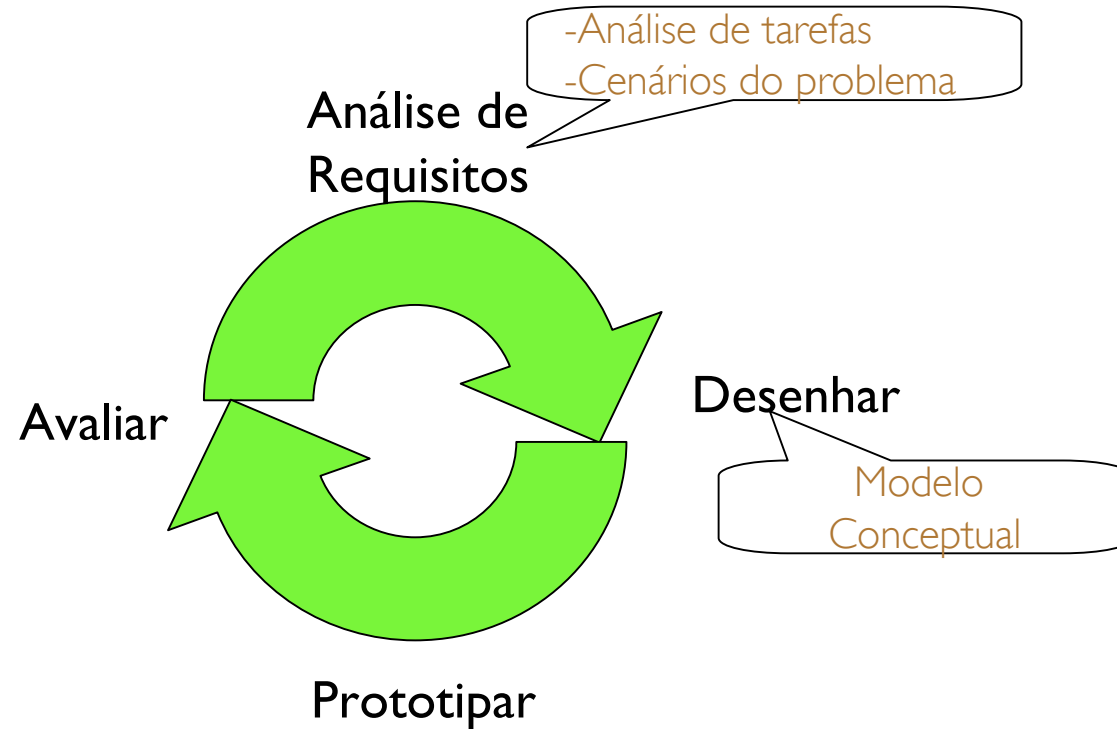 -Análise de tarefas
-Cenários do problema
Análise de
Requisitos
Desenhar
Avaliar
Modelo
Conceptual
Prototipar